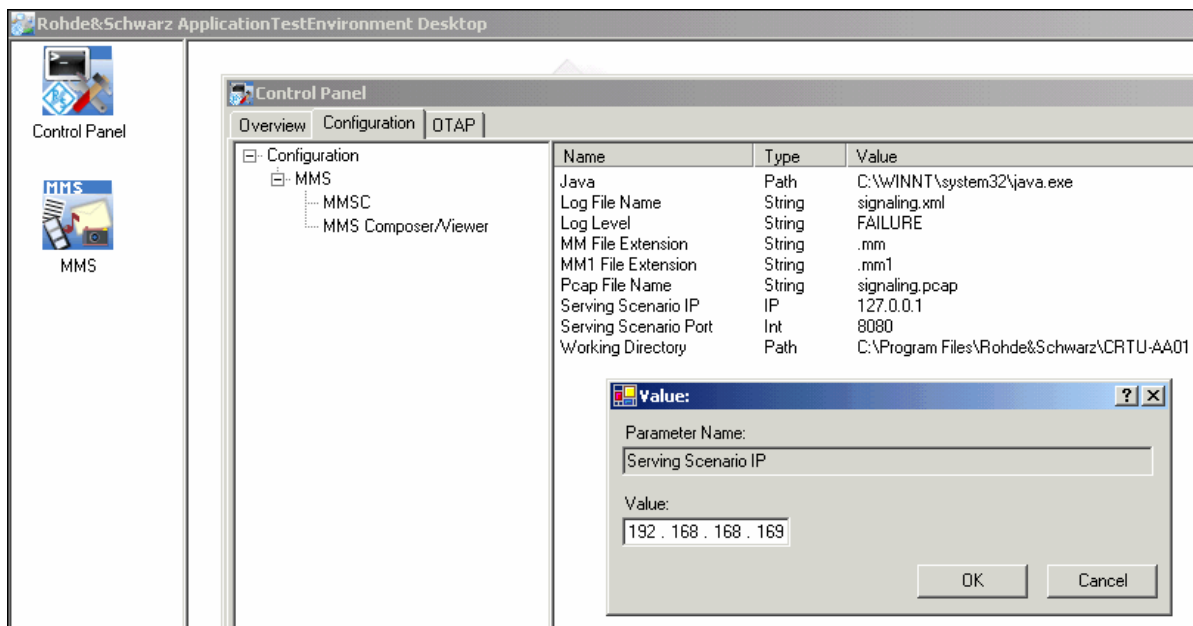 Rohde&Schwarz ApplicationTestEnvironment Desktop
Control Panel
MMS
MMS
Control Panel
Overview Configuration OTAP
Configuration
MMS
MMSC
MMS Composer/Viewer
Name Type Value
Java Path C:\WINNT\system32\java.exe
Log File Name String signaling.xml
Log Level String FAILURE
MM File Extension String .mm
MM1 File Extension String .mm1
Pcap File Name String signaling.pcap
Serving Scenario IP IP 127.0.0.1
Serving Scenario Port Int 8080
Working Directory Path C:\Program Files\Rohde&Schwarz\CRTU-AA01
Value:
Parameter Name:
Serving Scenario IP
Value:
192 . 168 . 168 . 169
OK Cancel